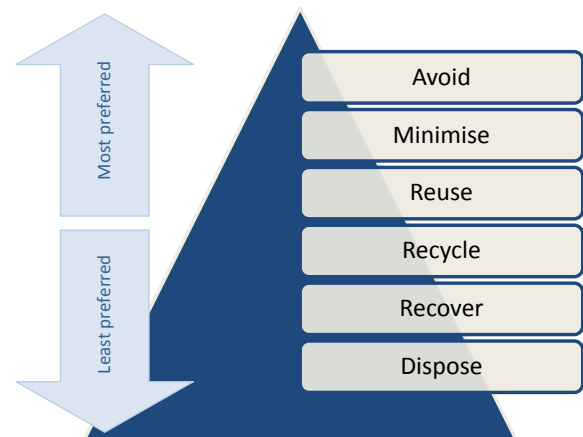 Most preferred
Least preferred
Avoid
Minimise
Reuse
Recycle
Recover
Dispose